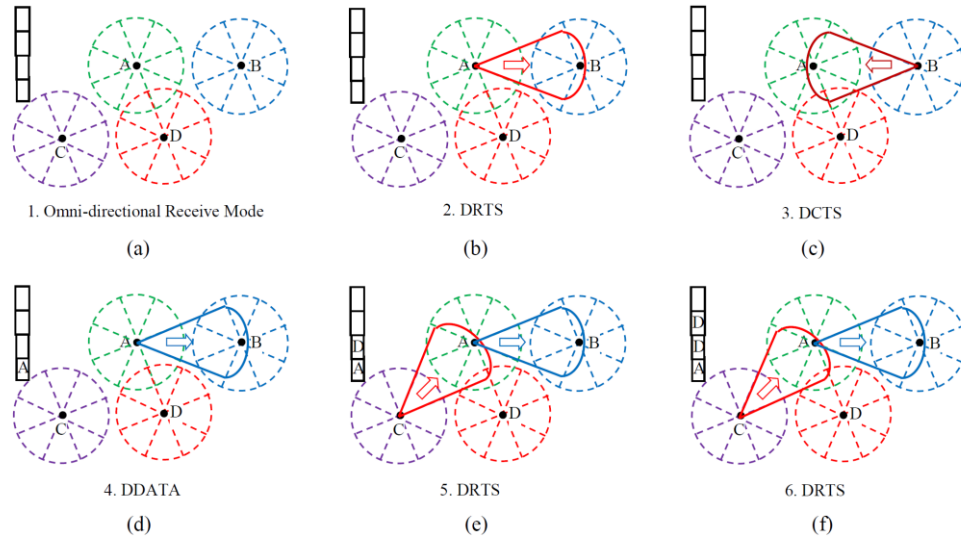 A
B
C
D
1. Omni-directional Receive Mode
(a)
A
B
C
D
2. DRTS
(b)
A
B
C
D
3. DCTS
(c)
A
A
B
C
D
4. DDATA
(d)
D
A
A
B
C
D
5. DRTS
(e)
D
D
A
A
B
C
D
6. DRTS
(f)